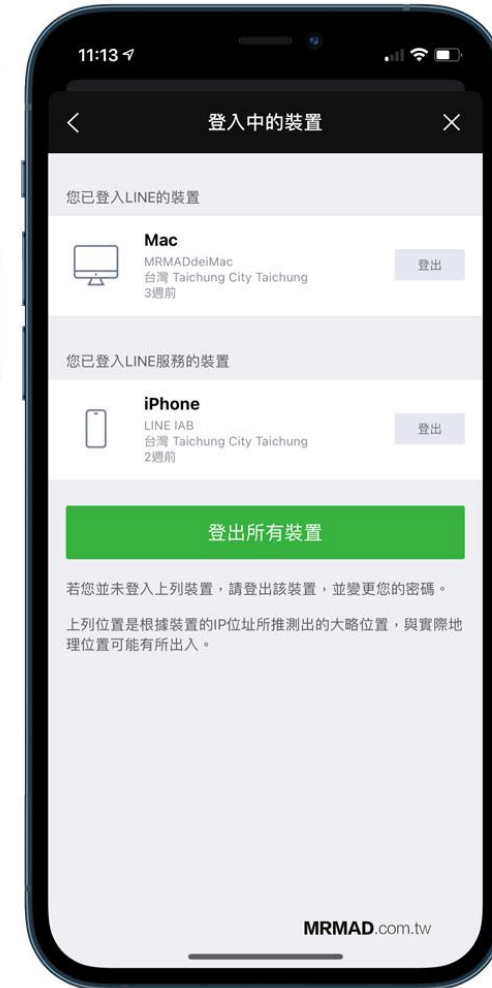 11:13
登入中的裝置
您已登入LINE的裝置
Mac
MRMADdeiMac
台灣 Taichung City Taichung
3週前
登出
您已登入LINE服務的裝置
iPhone
LINE IAB
台灣 Taichung City Taichung
2週前
登出
登出所有裝置
若您並未登入上列裝置，請登出該裝置，並變更您的密碼。
上列位置是根據裝置的IP位址所推測出的大略位置，與實際地
理位置可能有所出入。
MRMAD.com.tw